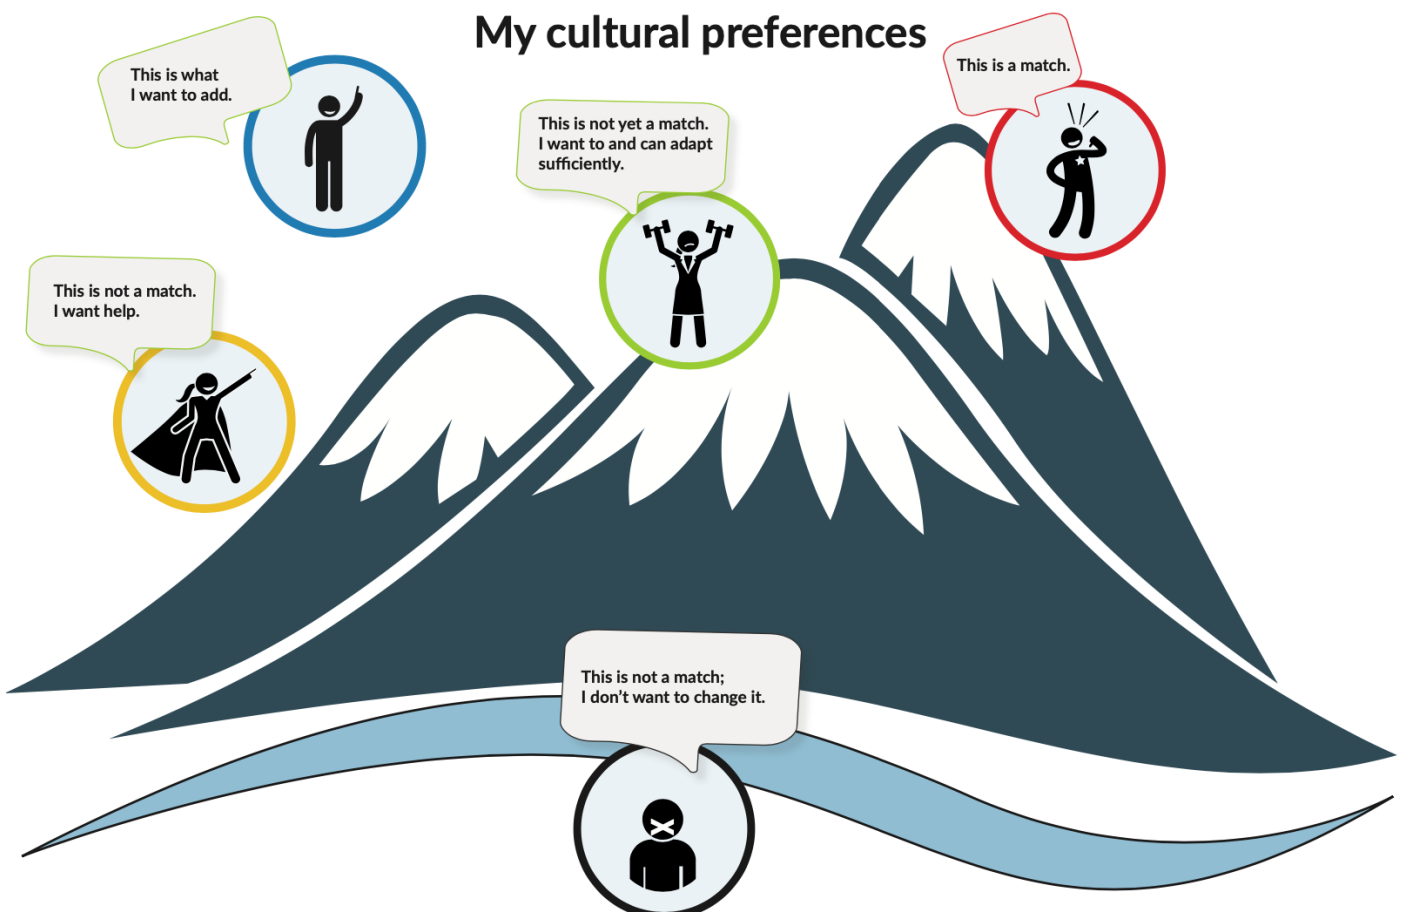 My cultural preferences
This is what
I want to add.
This is a match.
This is not yet a match.
I want to and can adapt
sufficiently.
This is not a match.
I want help.
This is not a match;
I don’t want to change it.